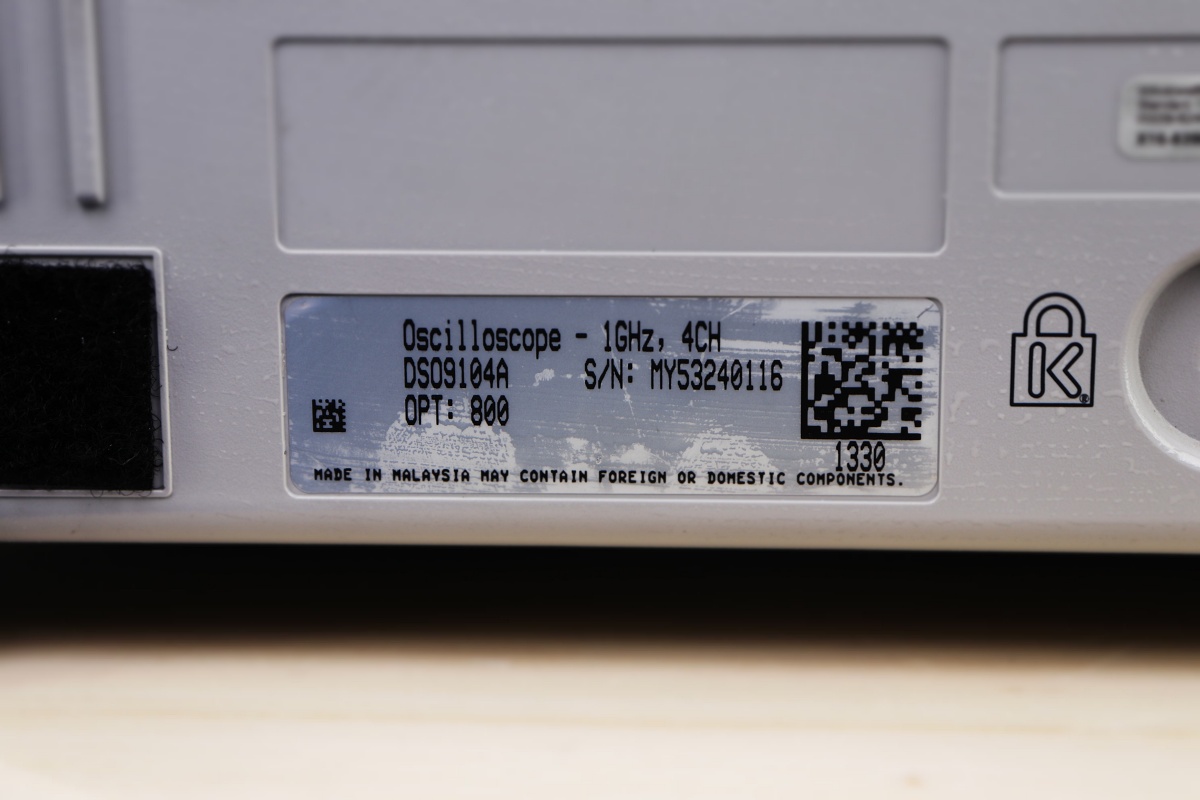 Oscilloscope - 1GHz, 4CH
DSO9104A S/N: MY53240116
OPT: 800
1330
MADE IN MALAYSIA MAY CONTAIN FOREIGN OR DOMESTIC COMPONENTS.
K®